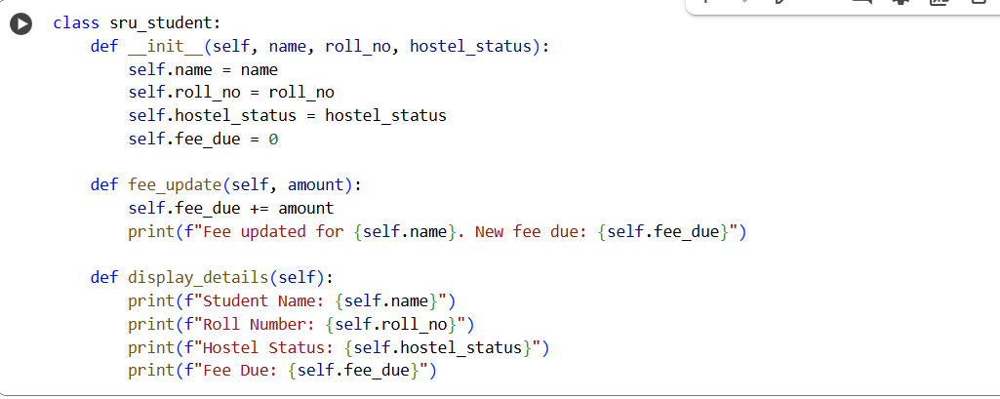 class sru_student:
    def __init__(self, name, roll_no, hostel_status):
        self.name = name
        self.roll_no = roll_no
        self.hostel_status = hostel_status
        self.fee_due = 0

    def fee_update(self, amount):
        self.fee_due += amount
        print(f"Fee updated for {self.name}. New fee due: {self.fee_due}")

    def display_details(self):
        print(f"Student Name: {self.name}")
        print(f"Roll Number: {self.roll_no}")
        print(f"Hostel Status: {self.hostel_status}")
        print(f"Fee Due: {self.fee_due}")